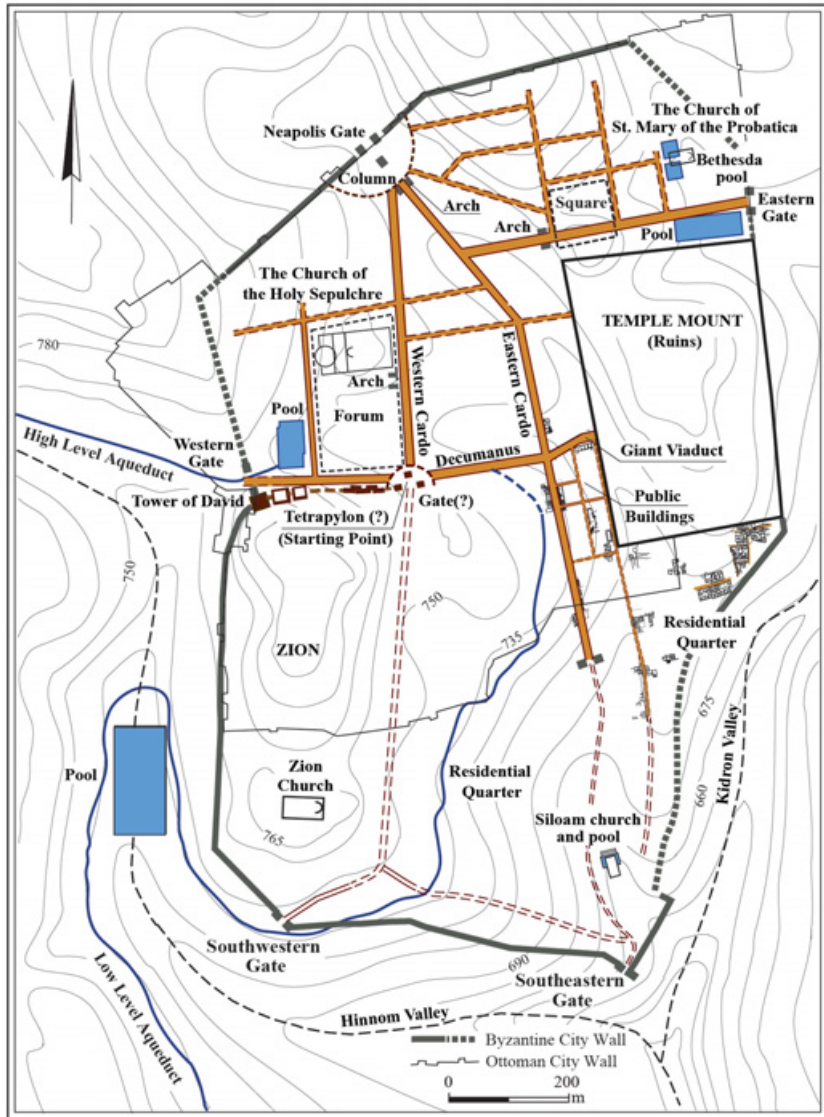 Neapolis Gate
Column
The Church of
St. Mary of the Probatica
Bethesda
pool
Arch
Square
Eastern
Gate
Arch
Pool
The Church of
the Holy Sepulchre
TEMPLE MOUNT
(Ruins)
780
Eastern Cardo
Western Cardo
Arch
Forum
Pool
High Level Aqueduct
Western
Gate
Decumanus
Giant Viaduct
Tower of David
Public
Buildings
Tetrapylon (?)
(Starting Point)
Gate(?)
750
750
735
Residential
Quarter
ZION
675
Kidron Valley
Pool
Zion
Church
Residential
Quarter
660
765
Siloam church
and pool
Southwestern
Gate
690
Southeastern
Gate
Low Level Aqueduct
Hinnom Valley
Byzantine City Wall
Ottoman City Wall
0 200
m